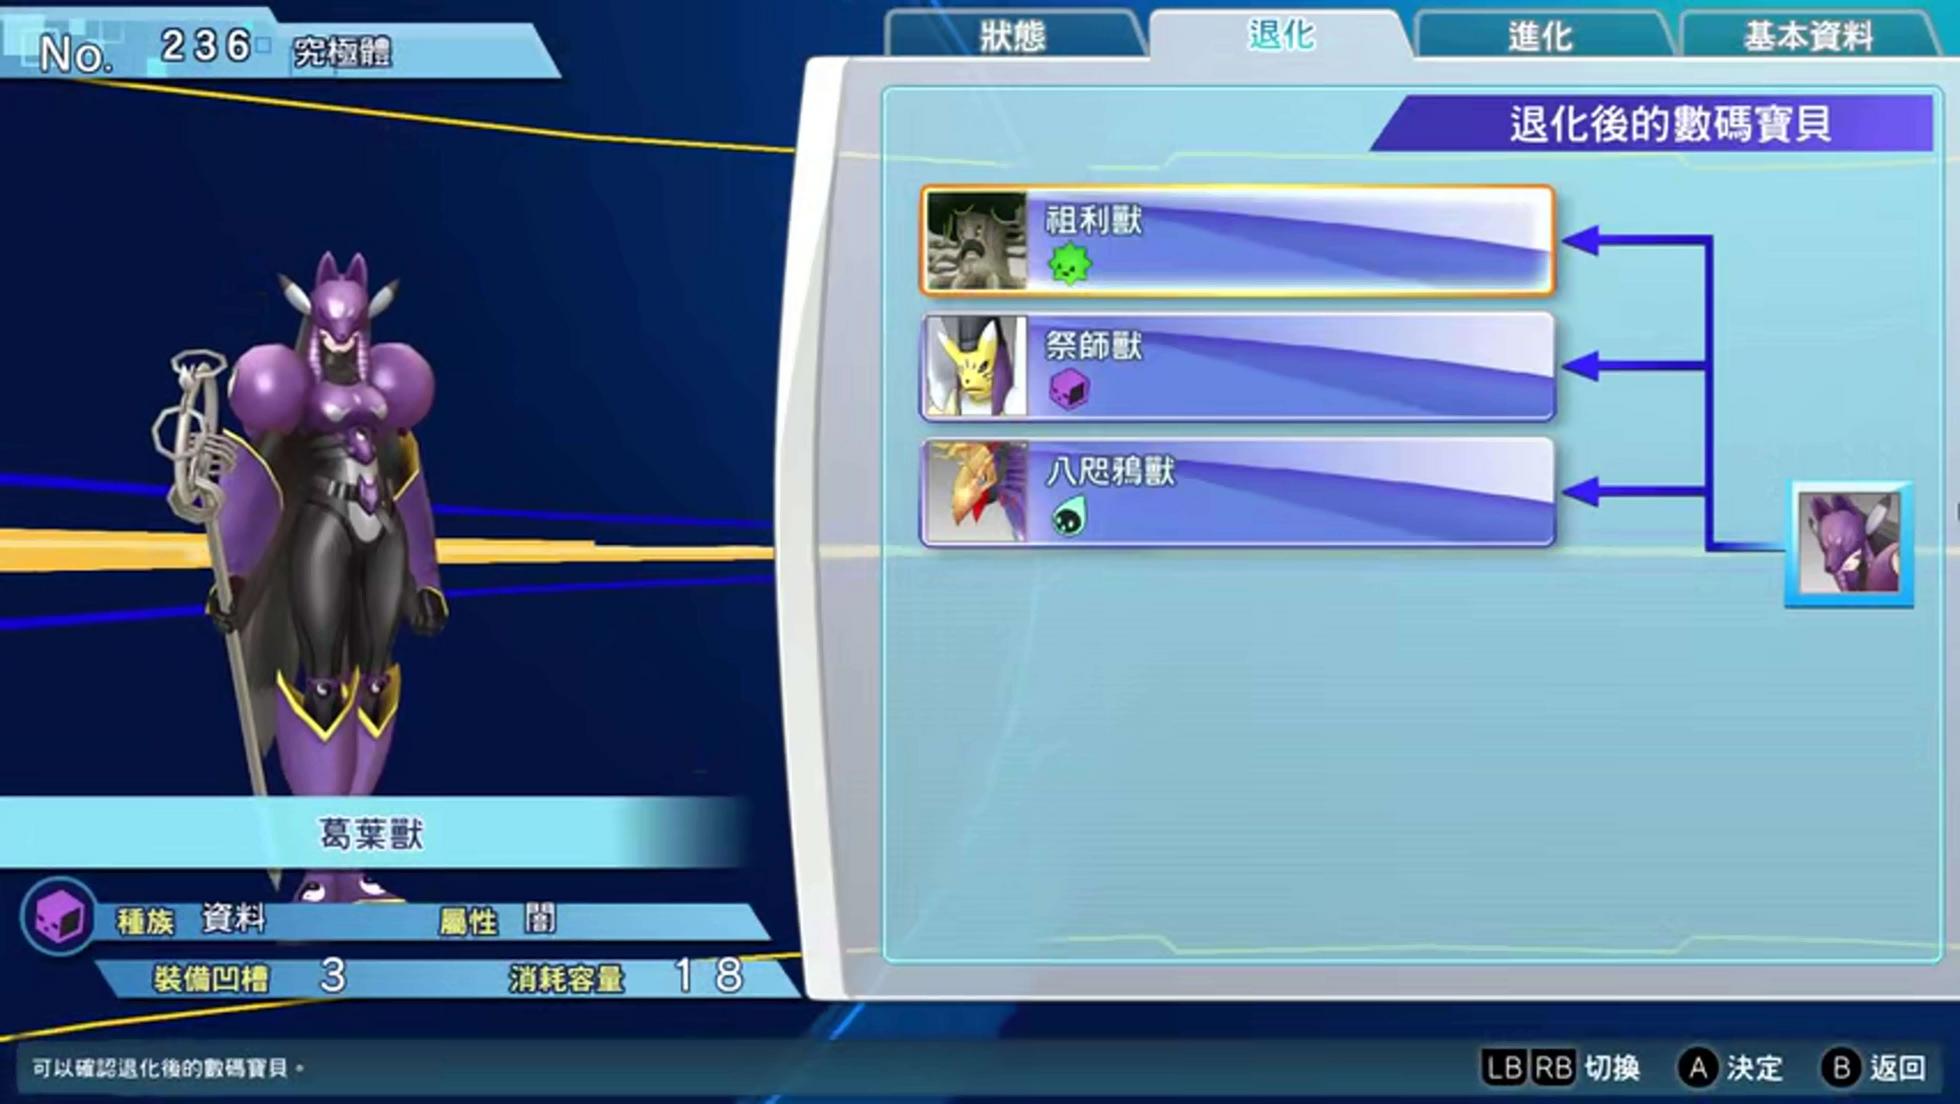 No. 236 究極體
狀態 退化 進化 基本資料
退化後的數碼寶貝
祖利獸
祭師獸
八咫鴉獸
葛葉獸
種族 資料 屬性 闇
裝備凹槽 3 消耗容量 18
可以確認退化後的數碼寶貝。
LB RB 切換 A 決定 B 返回